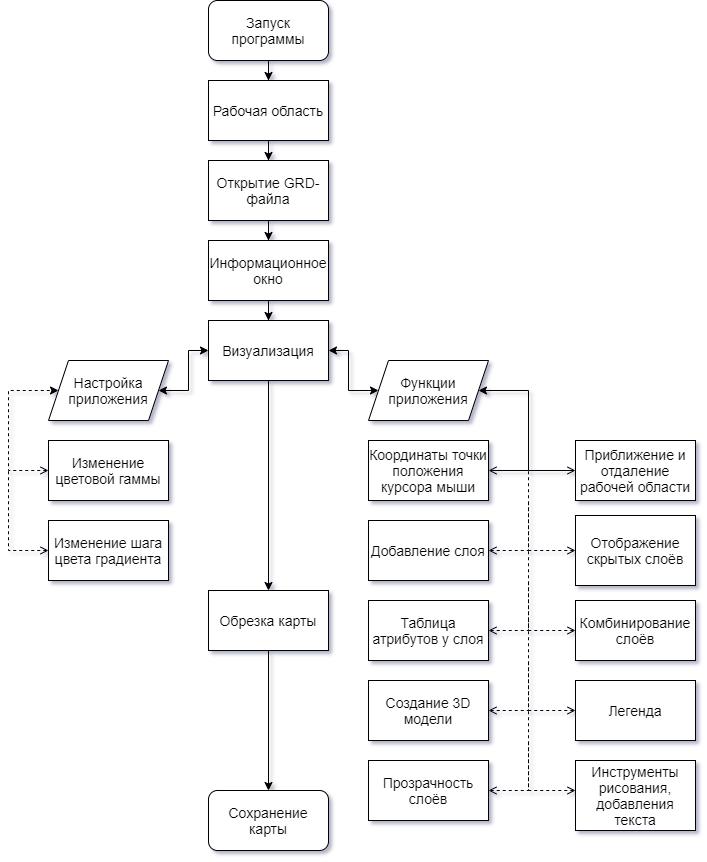 Запуск
программы
Рабочая область
Открытие GRD-
файла
Информационное
окно
Визуализация
Настройка
приложения
Функции
приложения
Изменение
цветовой гаммы
Координаты точки
положения
курсора мыши
Приближение и
отдаление
рабочей области
Изменение шага
цвета градиента
Добавление слоя
Отображение
скрытых слоёв
Обрезка карты
Таблица
атрибутов у слоя
Комбинирование
слоёв
Создание 3D
модели
Легенда
Сохранение
карты
Прозрачность
слоёв
Инструменты
рисования,
добавления
текста